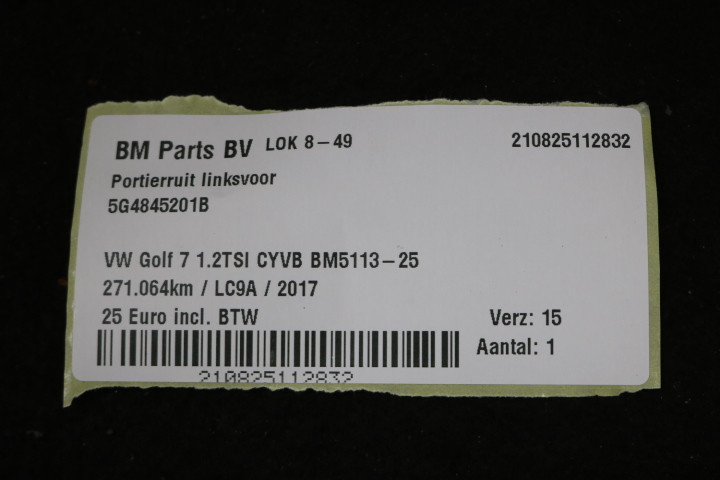 BM Parts BV LOK 8-49 210825112832
Portierruit linksvoor
5G4845201B
VW Golf 7 1.2TSI CYVB BM5113-25
271.064km / LC9A / 2017
25 Euro incl. BTW Verz: 15
Aantal: 1
210825112832